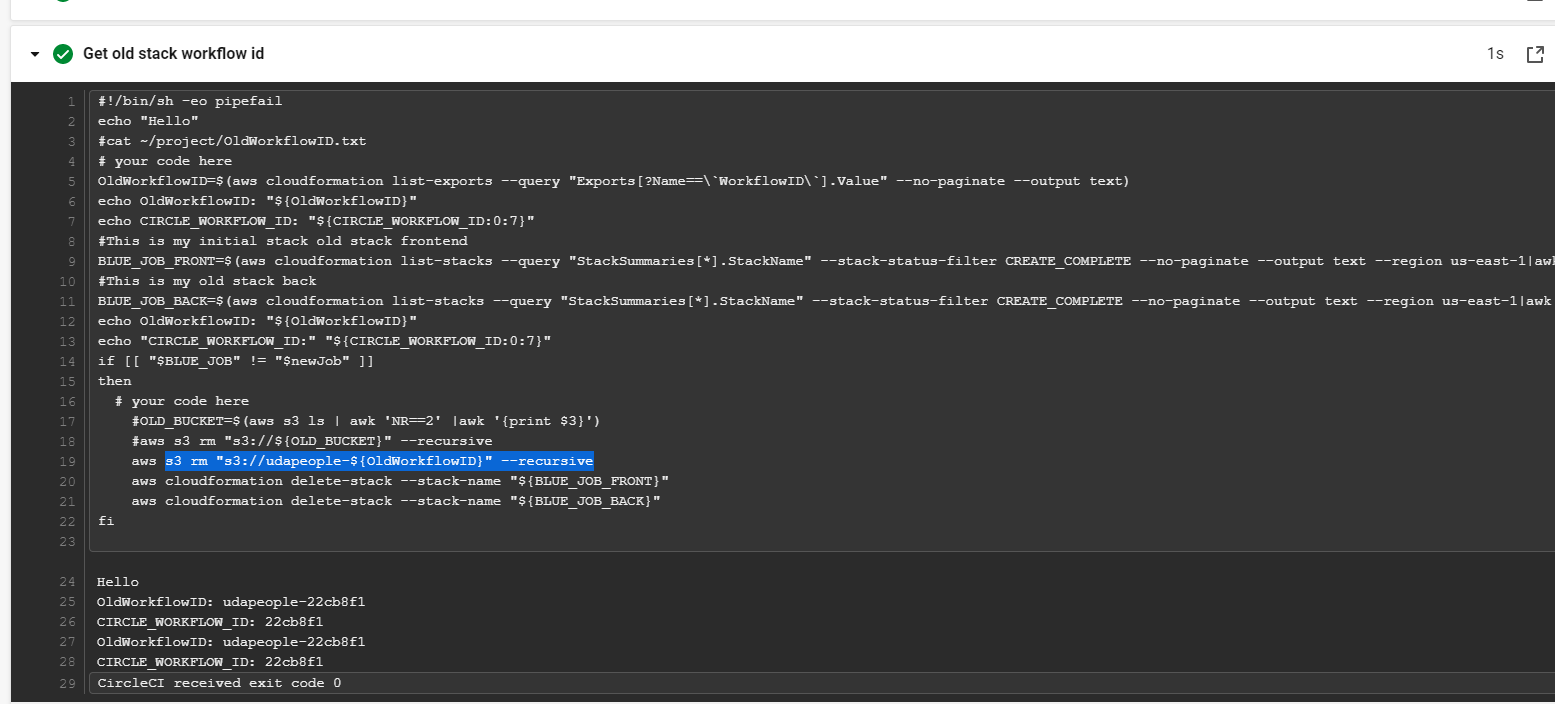 Get old stack workflow id
1s
1 #!/bin/sh -eo pipefail
2 echo "Hello"
3 #cat ~/project/OldWorkflowID.txt
4 # your code here
5 OldWorkflowID=$(aws cloudformation list-exports --query "Exports[?Name==\`WorkflowID\`].Value" --no-paginate --output text)
6 echo OldWorkflowID: "${OldWorkflowID}"
7 echo CIRCLE_WORKFLOW_ID: "${CIRCLE_WORKFLOW_ID:0:7}"
8 #This is my initial stack old stack frontend
9 BLUE_JOB_FRONT=$(aws cloudformation list-stacks --query "StackSummaries[*].StackName" --stack-status-filter CREATE_COMPLETE --no-paginate --output text --region us-east-1|awk
10 #This is my old stack back
11 BLUE_JOB_BACK=$(aws cloudformation list-stacks --query "StackSummaries[*].StackName" --stack-status-filter CREATE_COMPLETE --no-paginate --output text --region us-east-1|awk
12 echo OldWorkflowID: "${OldWorkflowID}"
13 echo "CIRCLE_WORKFLOW_ID:" "${CIRCLE_WORKFLOW_ID:0:7}"
14 if [[ "$BLUE_JOB" != "$newJob" ]]
15 then
16 # your code here
17 #OLD_BUCKET=$(aws s3 ls | awk 'NR==2' |awk '{print $3}')
18 #aws s3 rm "s3://${OLD_BUCKET}" --recursive
19 aws s3 rm "s3://udapeople-${OldWorkflowID}" --recursive
20 aws cloudformation delete-stack --stack-name "${BLUE_JOB_FRONT}"
21 aws cloudformation delete-stack --stack-name "${BLUE_JOB_BACK}"
22 fi
23
24 Hello
25 OldWorkflowID: udapeople-22cb8f1
26 CIRCLE_WORKFLOW_ID: 22cb8f1
27 OldWorkflowID: udapeople-22cb8f1
28 CIRCLE_WORKFLOW_ID: 22cb8f1
29 CircleCI received exit code 0